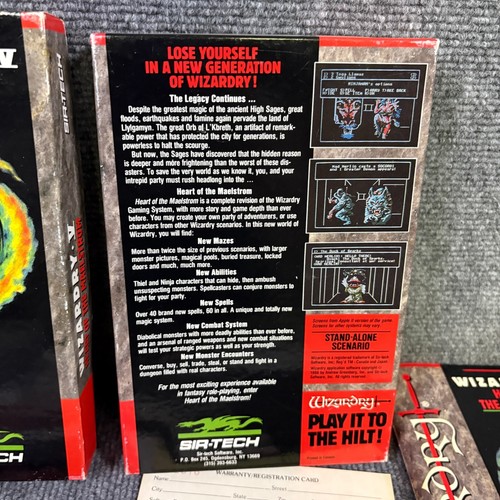 LOSE YOURSELF
IN A NEW GENERATION
OF WIZARDRY!
The Legacy Continues ...
Despite the greatest magic of the ancient High Sages, great
floods, earthquakes and famine again pervade the land of
Llylgamyn. The great Orb of L'Kbreth, an artifact of remark-
able power that has protected the city for generations, is
powerless to halt the scourge.
But now, the Sages have discovered that the hidden reason
is deeper and more frightening than the worst of these dis-
asters. To save the very world as we know it, you, and your
intrepid party must rush headlong into the ...
Heart of the Maelstrom
Heart of the Maelstrom is a complete revision of the Wizardry
Gaming System, with more story and game depth than ever
before. You may create your own party of adventurers, or use
characters from other Wizardry scenarios. In this new world of
Wizardry, you will find:
New Mazes
More than twice the size of previous scenarios, with larger
monster pictures, magical pools, buried treasure, locked
doors and much, much more.
New Abilities
Thief and Ninja characters that can hide, then ambush
unsuspecting monsters. Spellcasters can conjure monsters to
fight for your party.
New Spells
Over 40 brand new spells, 60 in all. A unique and totally new
magic system.
New Combat System
Diabolical monsters with more deadly abilities than ever before,
and an arsenal of ranged weapons and new combat situations
will test your strategic powers as well as your strength.
New Monster Encounters
Converse, buy, sell, trade, steal, or stand and fight in a
dungeon filled with real characters.
For the most exciting experience available
in fantasy role-playing, enter
Heart of the Maelstrom!
SIR-TECH
Sir-tech Software, Inc.
P.O. Box 245, Ogdensburg, NY 13669
(315) 393-6633
STAND-ALONE
SCENARIO
Wizardry
PLAY IT TO
THE HILT!
SIR-TECH
SIR-TECH
WIZARDRY V
V
WARRANTY/REGISTRATION CARD
Name
City
State